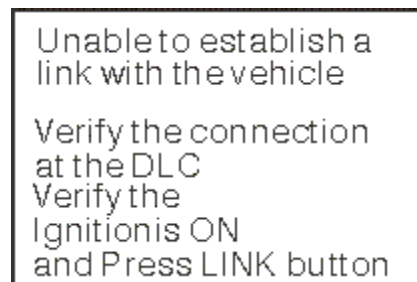 Unable to establish a
link with the vehicle
Verify the connection
at the DLC
Verify the
Ignition is ON
and Press LINK button